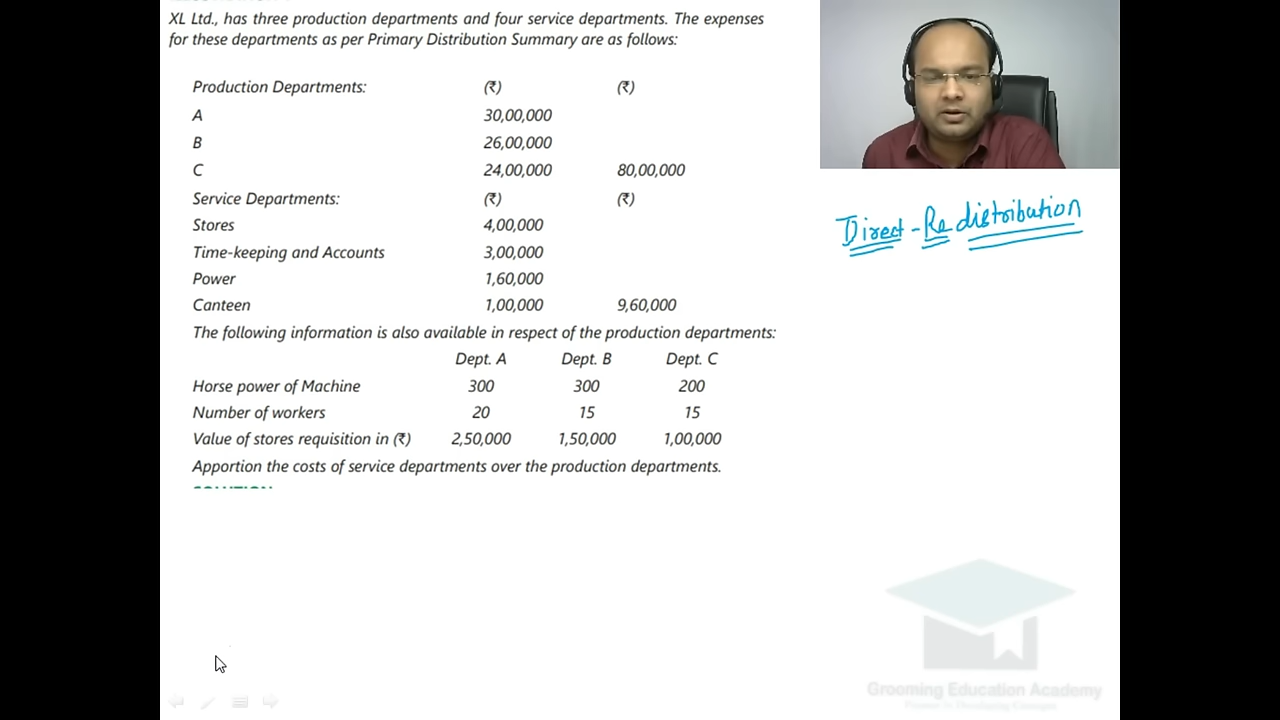 XL Ltd., has three production departments and four service departments. The expenses
for these departments as per Primary Distribution Summary are as follows:
Production Departments: (₹) (₹)
A 30,00,000
B 26,00,000
C 24,00,000 80,00,000
Service Departments: (₹) (₹)
Stores 4,00,000
Time-keeping and Accounts 3,00,000
Power 1,60,000
Canteen 1,00,000 9,60,000
The following information is also available in respect of the production departments:
Dept. A Dept. B Dept. C
Horse power of Machine 300 300 200
Number of workers 20 15 15
Value of stores requisition in (₹) 2,50,000 1,50,000 1,00,000
Apportion the costs of service departments over the production departments.
Direct-Redistribution
Grooming Education Academy